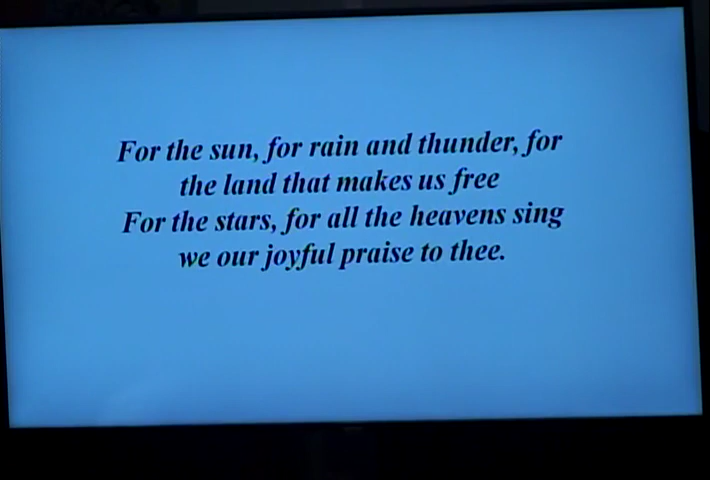 For the sun, for rain and thunder, for
the land that makes us free
For the stars, for all the heavens sing
we our joyful praise to thee.